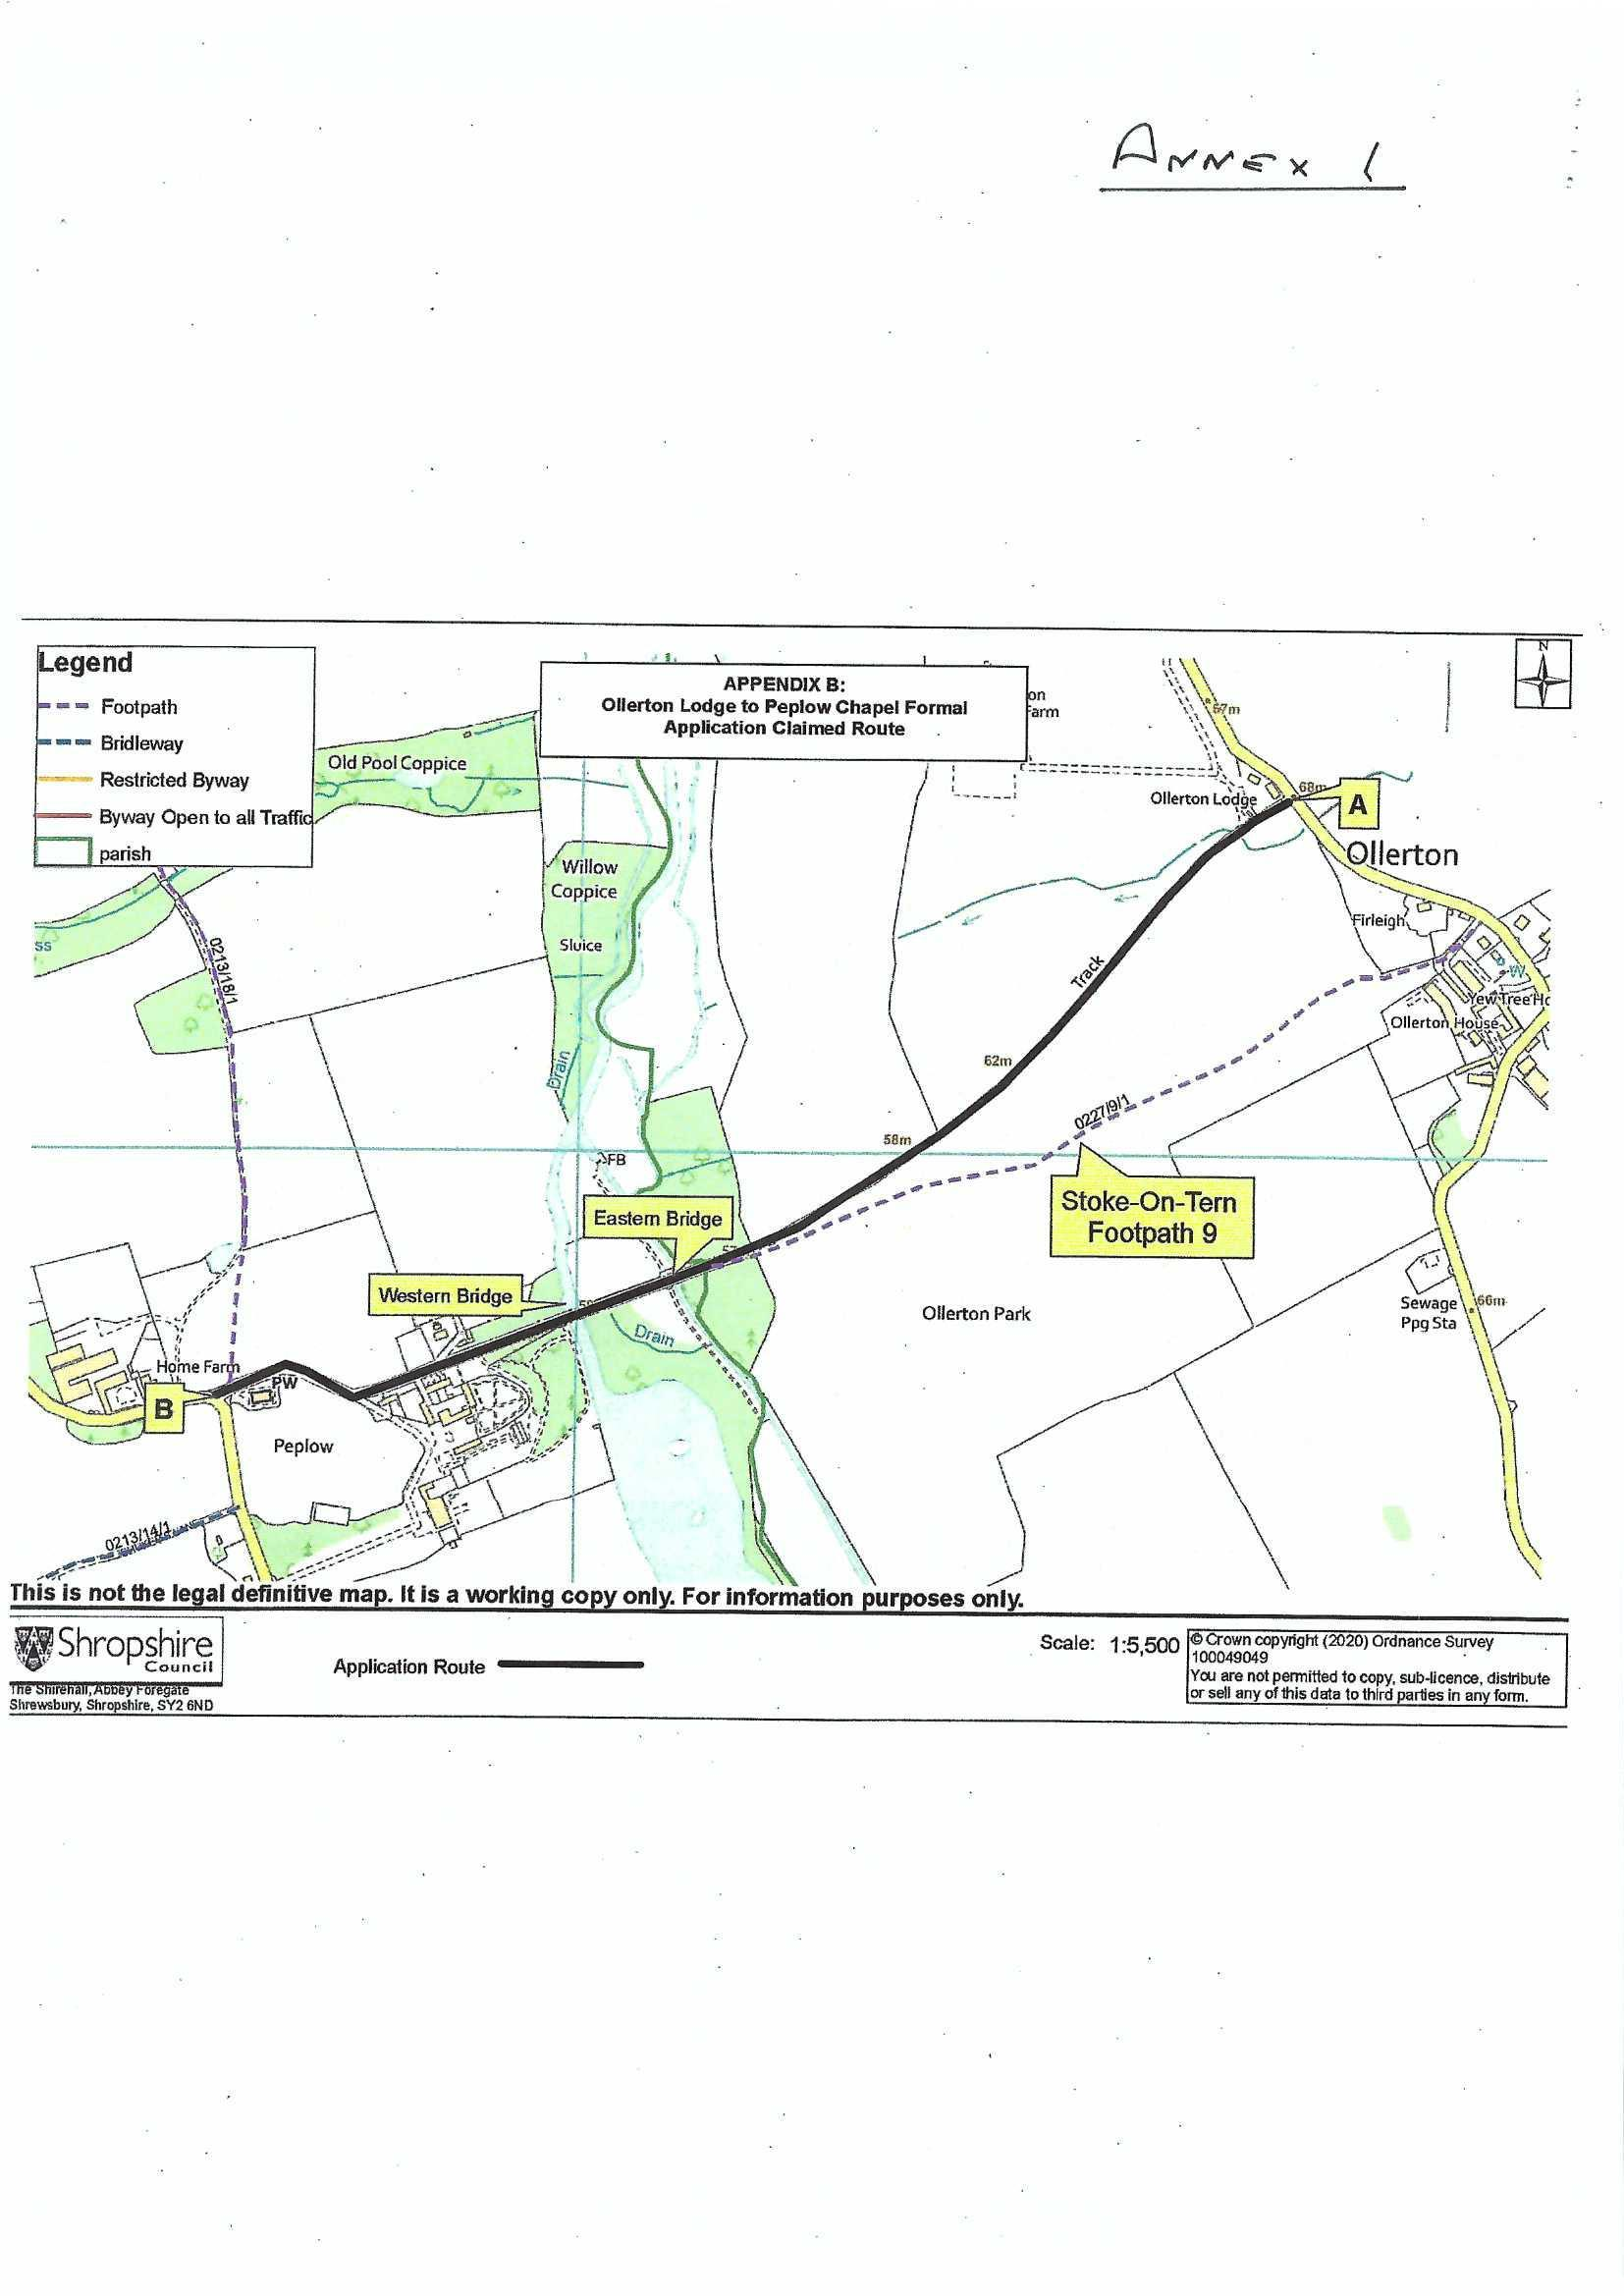 ANNEX 1
Legend
Footpath
Bridleway
Restricted Byway
Byway Open to all Traffic
parish
APPENDIX B:
Ollerton Lodge to Peplow Chapel Formal
Application Claimed Route
N
on
Farm
67m
Old Pool Coppice
Ollerton Lodge
68m
A
Ollerton
Willow
Coppice
Sluice
Firleigh
ss
0213/18/1
Track
W
Yew Tree Ho
Ollerton House
Drain
62m
0227/9/1
58m
FB
Stoke-On-Tern
Footpath 9
Eastern Bridge
Western Bridge
Ollerton Park
Sewage
Ppg Sta
66m
Drain
Home Farm
PW
B
Peplow
0213/14/1
This is not the legal definitive map. It is a working copy only. For information purposes only.
Shropshire
Council
The Shirehall, Abbey Foregate
Shrewsbury, Shropshire, SY2 6ND
Application Route
Scale: 1:5,500
© Crown copyright (2020) Ordnance Survey
100049049
You are not permitted to copy, sub-licence, distribute
or sell any of this data to third parties in any form.